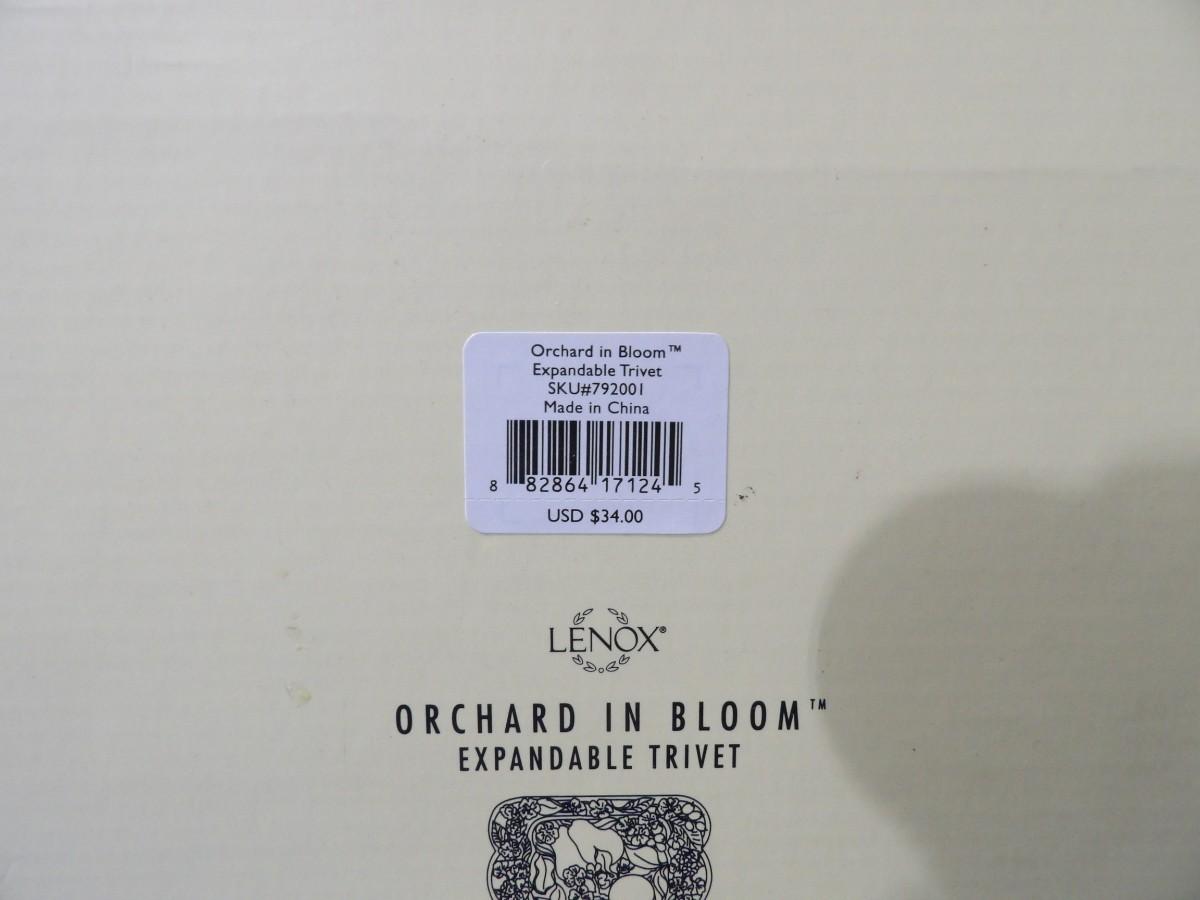 Orchard in Bloom™
Expandable Trivet
SKU#792001
Made in China
8 82864 17124 5
USD $34.00
LENOX®
ORCHARD IN BLOOM™
EXPANDABLE TRIVET